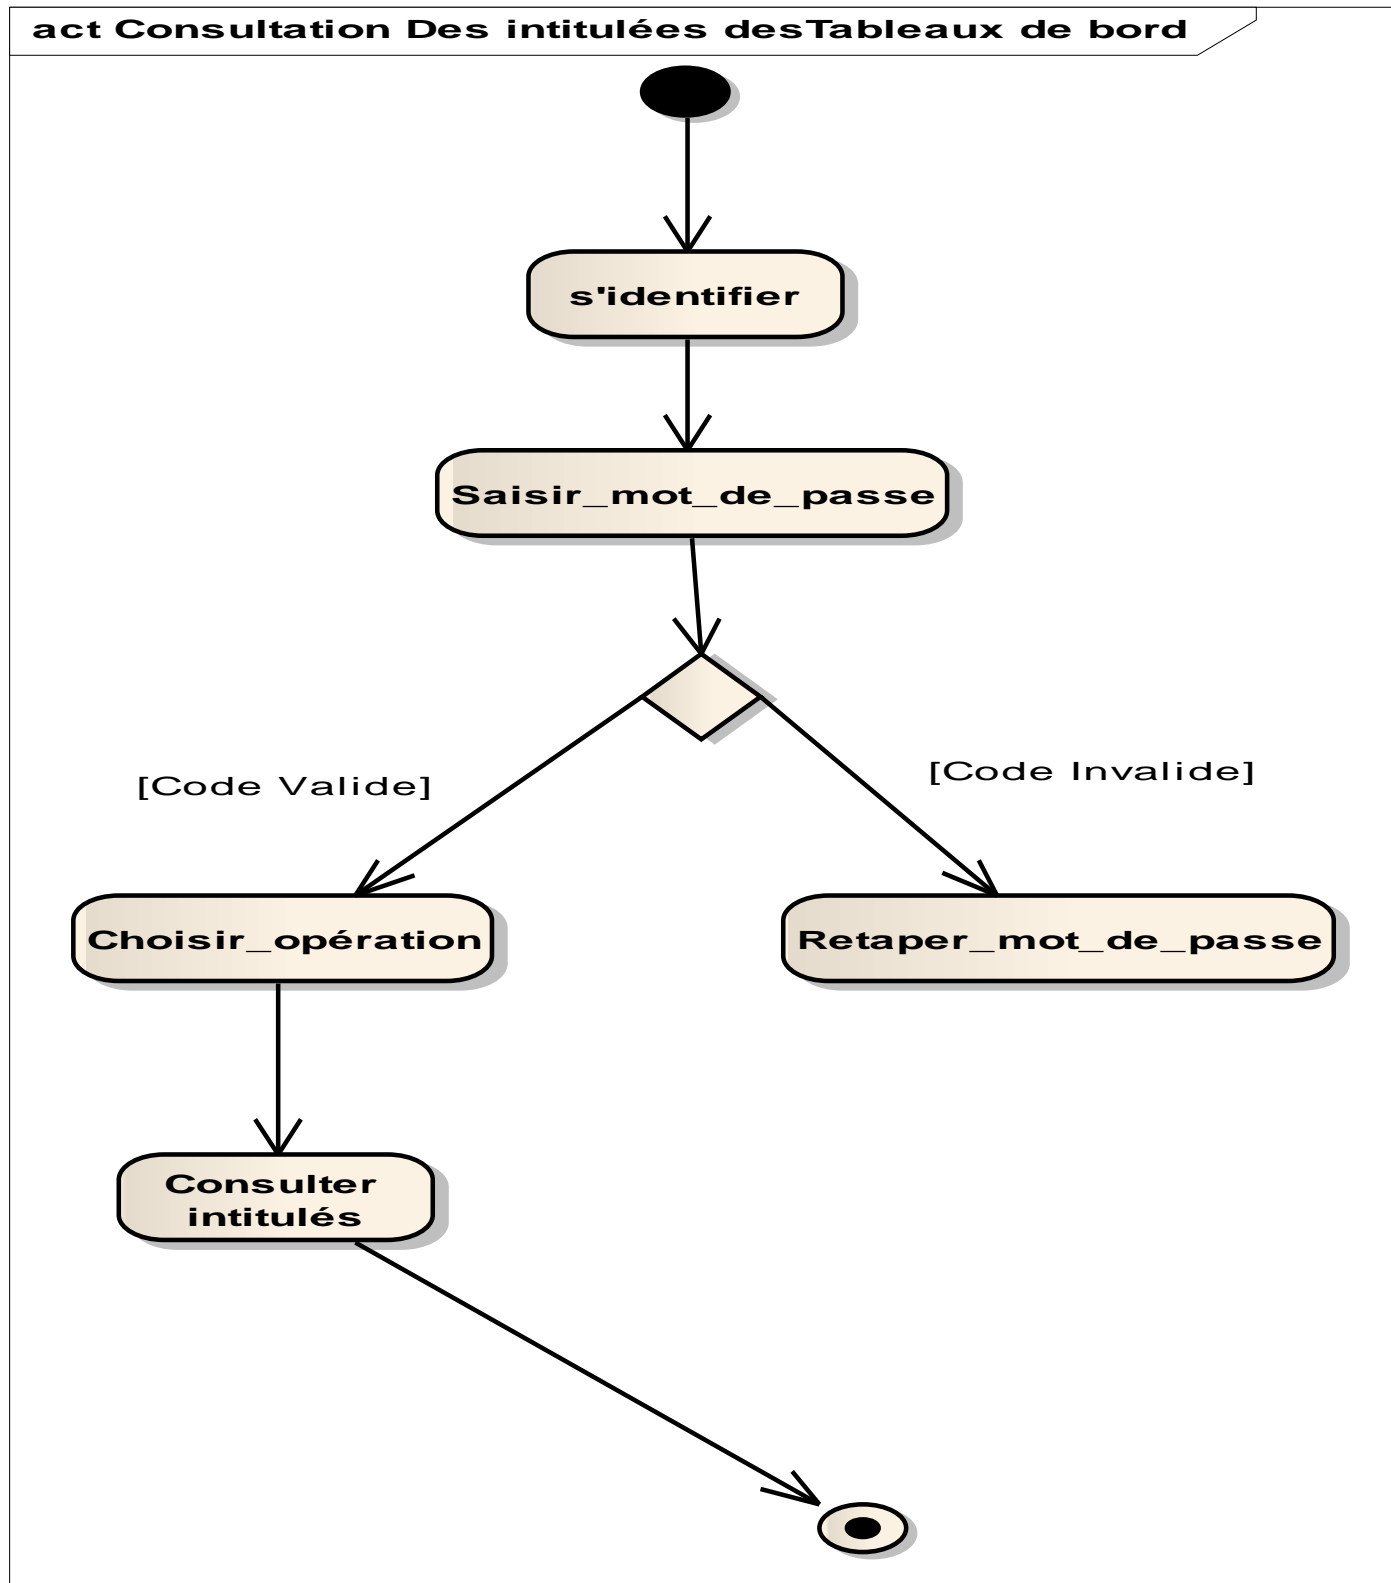 act Consultation Des intitulées desTableaux de bord
s'identifier
Saisir_mot_de_passe
[Code Valide]
[Code Invalide]
Choisir_opération
Retaper_mot_de_passe
Consulter
intitulés